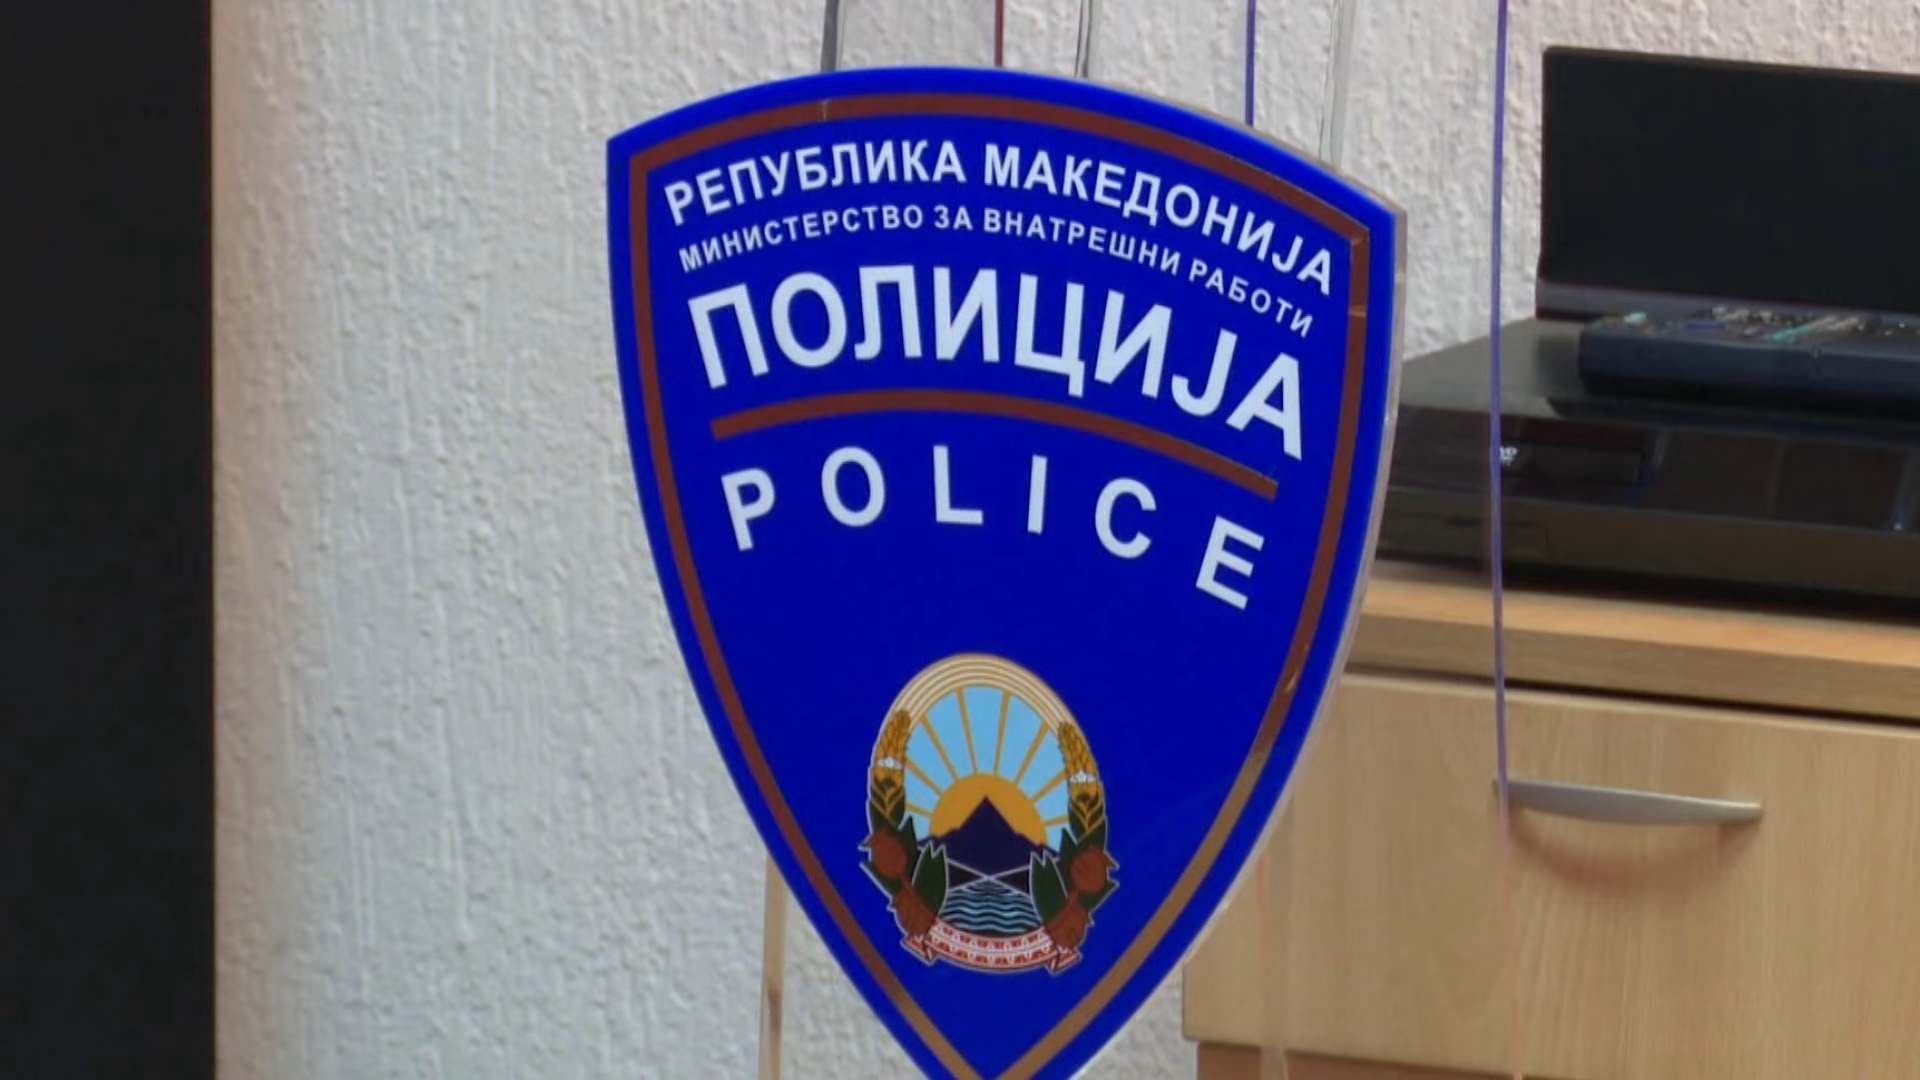 РЕПУБЛИКА МАКЕДОНИЈА
МИНИСТЕРСТВО ЗА ВНАТРЕШНИ РАБОТИ
ПОЛИЦИЈА
POLICE